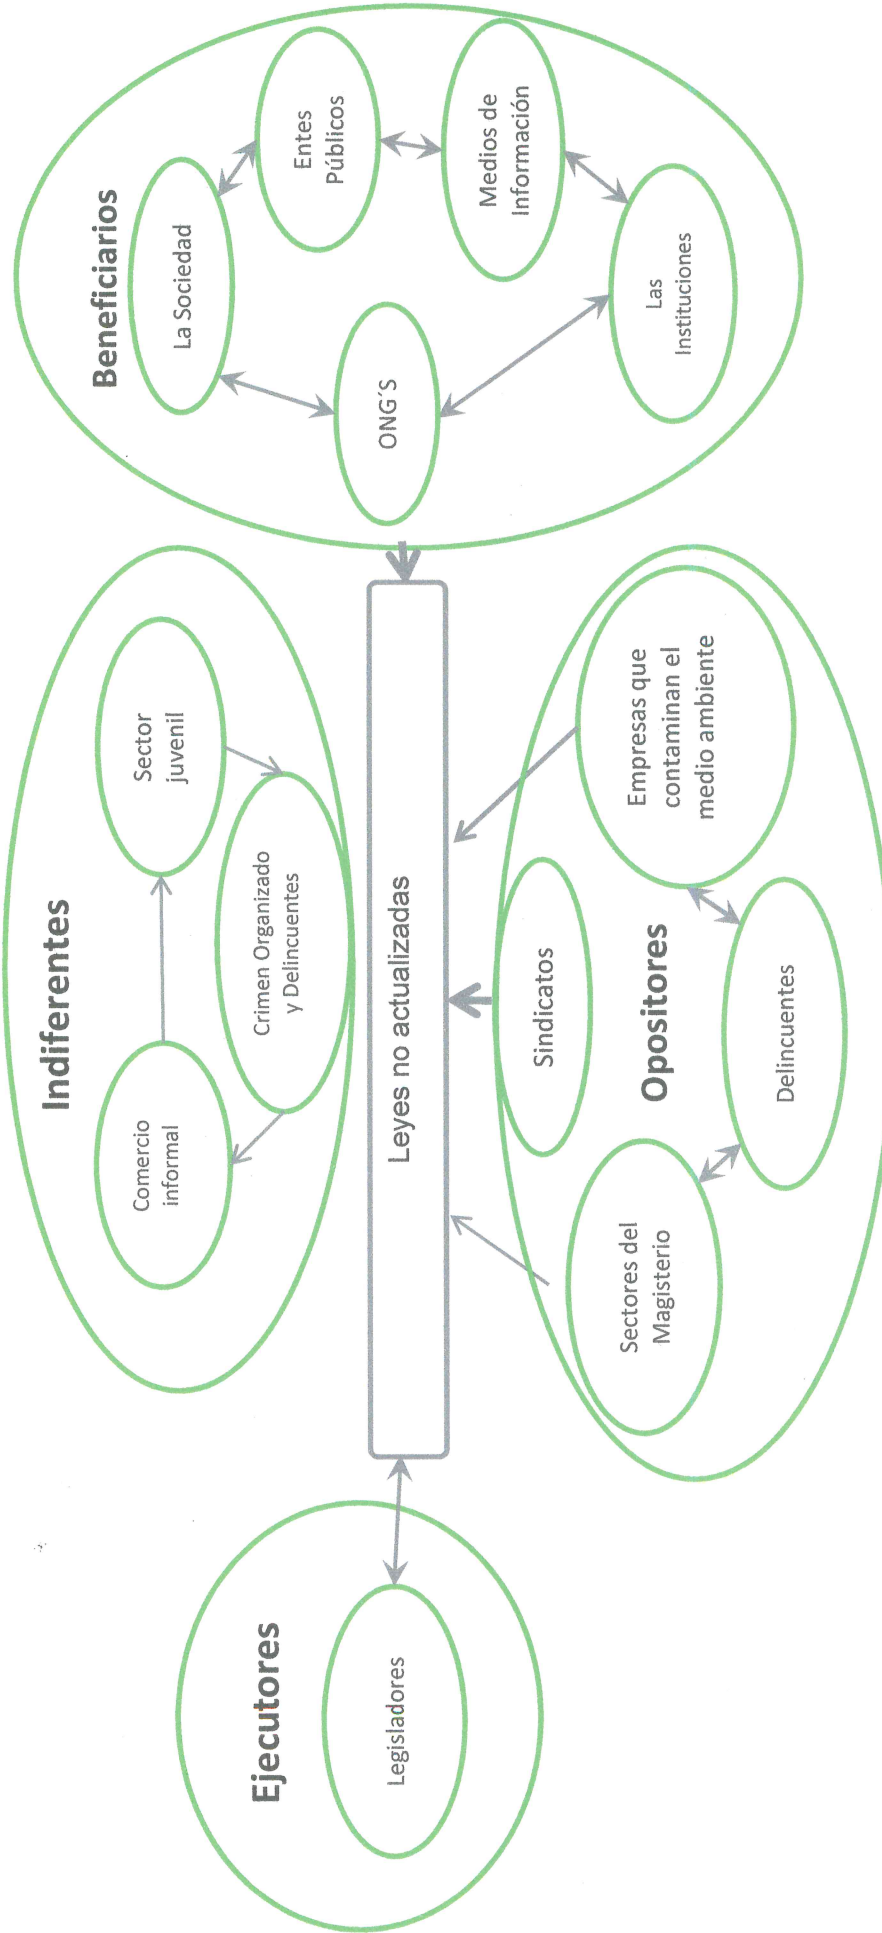 Indiferentes
Comercio
informal
Sector
juvenil
Crimen Organizado
y Delincuentes
Ejecutores
Legisladores
Leyes no actualizadas
Beneficiarios
La Sociedad
Entes
Públicos
ONG´S
Medios de
Información
Las
Instituciones
Sindicatos
Opositores
Sectores del
Magisterio
Empresas que
contaminan el
medio ambiente
Delincuentes